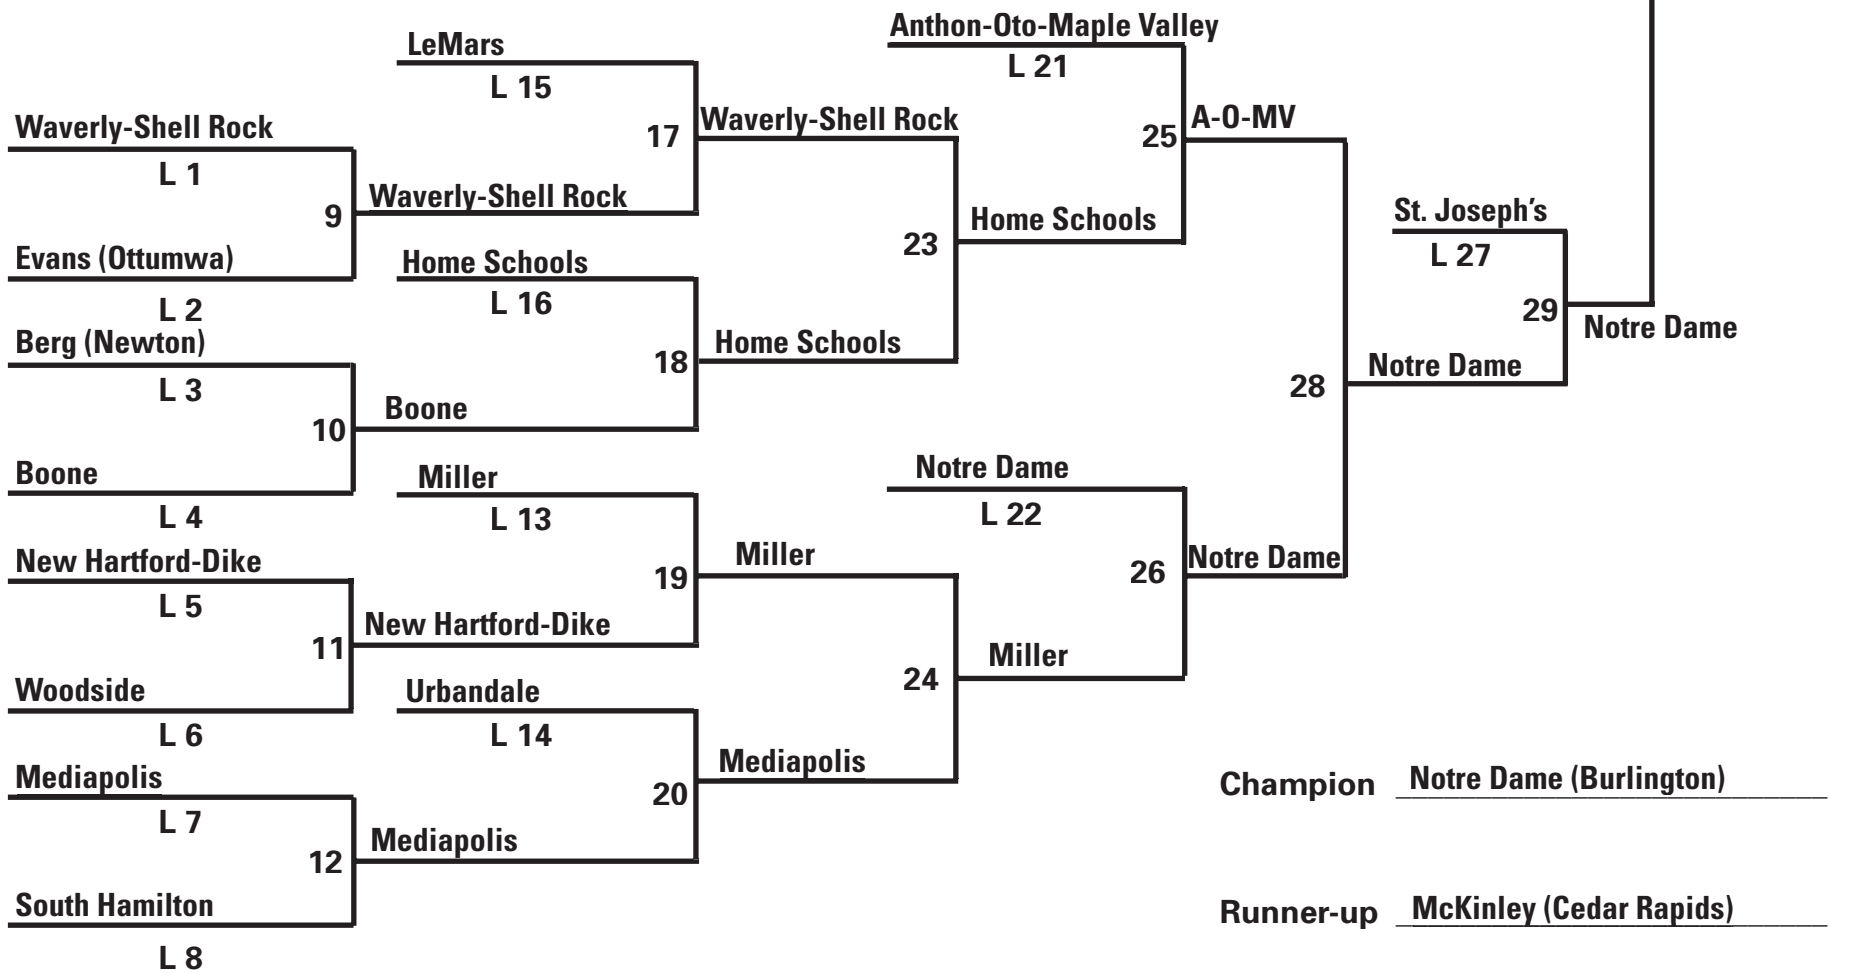 Anthon-Oto-Maple Valley
L 21
LeMars
L 15
Waverly-Shell Rock
L 1
17
Waverly-Shell Rock
25
A-O-MV
9
Waverly-Shell Rock
Evans (Ottumwa)
L 2
Home Schools
L 16
23
Home Schools
St. Joseph’s
L 27
29
Notre Dame
Berg (Newton)
L 3
18
Home Schools
28
Notre Dame
10
Boone
Boone
L 4
Miller
L 13
Notre Dame
L 22
New Hartford-Dike
L 5
19
Miller
26
Notre Dame
11
New Hartford-Dike
Woodside
L 6
Urbandale
L 14
24
Miller
Mediapolis
L 7
20
Mediapolis
12
Mediapolis
South Hamilton
L 8
Champion Notre Dame (Burlington)
Runner-up McKinley (Cedar Rapids)